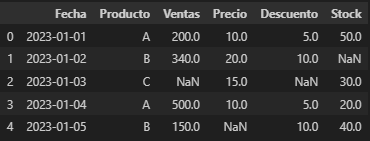 Fecha Producto Ventas Precio Descuento Stock
0 2023-01-01 A 200.0 10.0 5.0 50.0
1 2023-01-02 B 340.0 20.0 10.0 NaN
2 2023-01-03 C NaN 15.0 NaN 30.0
3 2023-01-04 A 500.0 10.0 5.0 20.0
4 2023-01-05 B 150.0 NaN 10.0 40.0